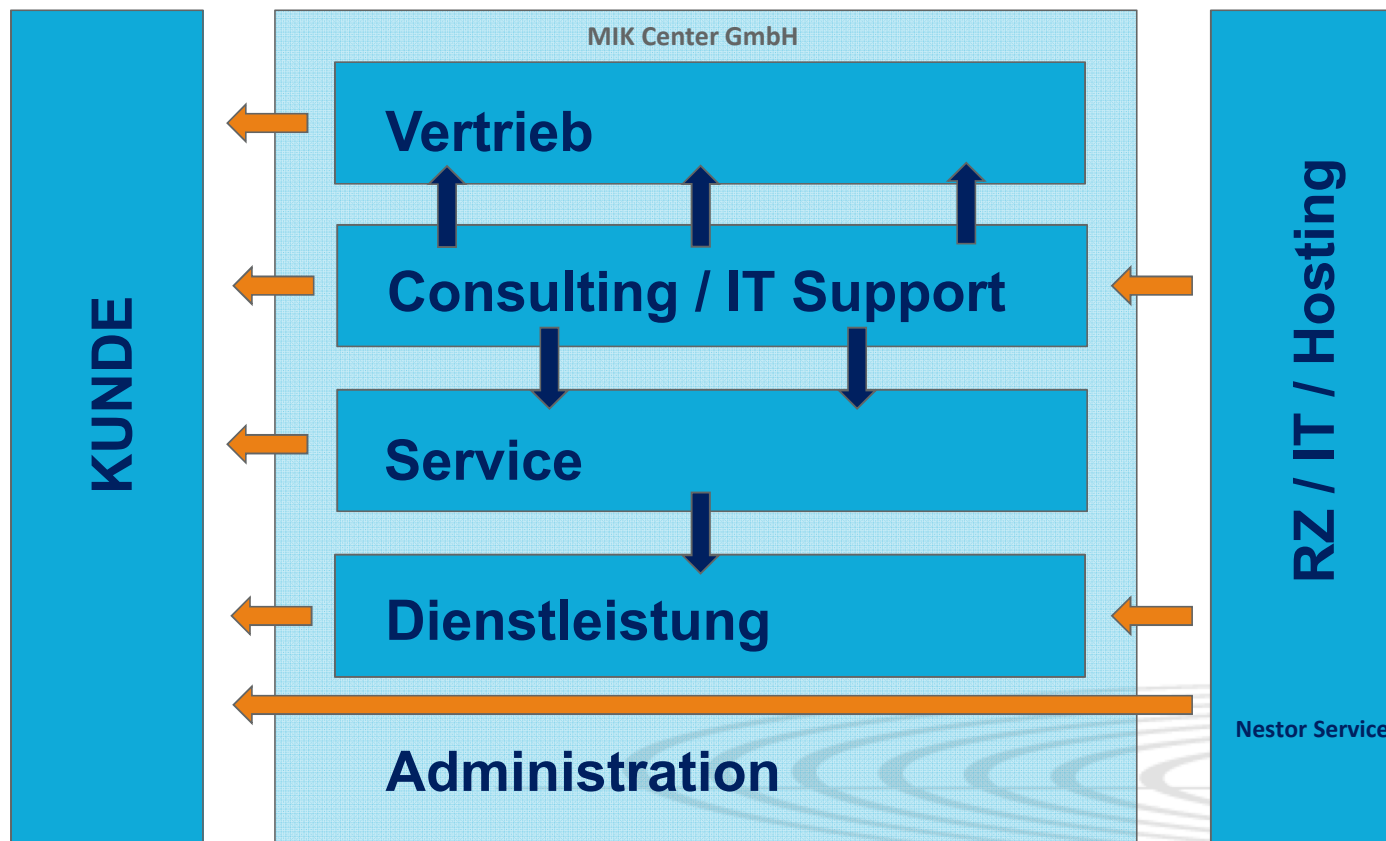 MIK Center GmbH
KUNDE
Vertrieb
Consulting / IT Support
Service
Dienstleistung
Administration
RZ / IT / Hosting
Nestor Service